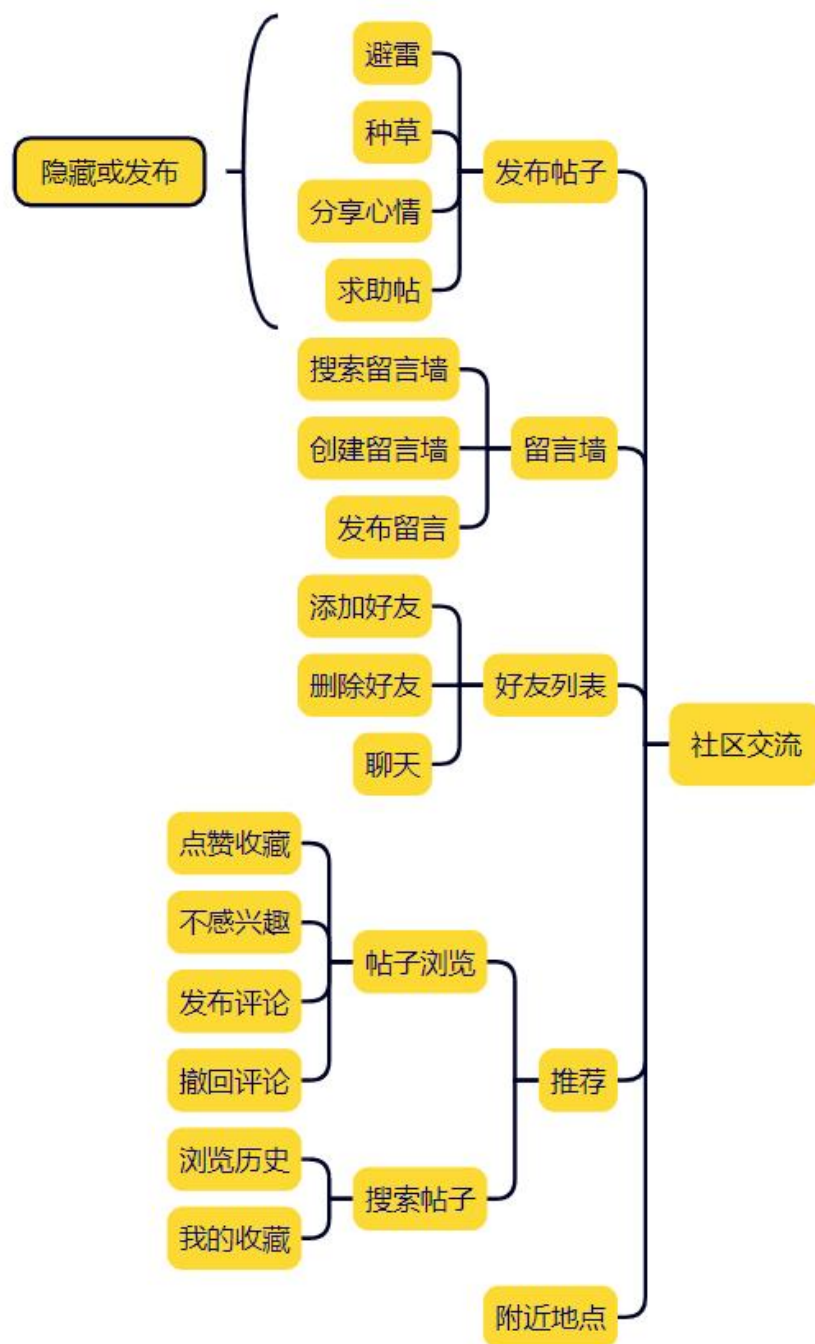 避雷
种草
隐藏或发布
发布帖子
分享心情
求助帖
搜索留言墙
创建留言墙
留言墙
发布留言
添加好友
删除好友
好友列表
社区交流
聊天
点赞收藏
不感兴趣
帖子浏览
发布评论
撤回评论
推荐
浏览历史
搜索帖子
我的收藏
附近地点